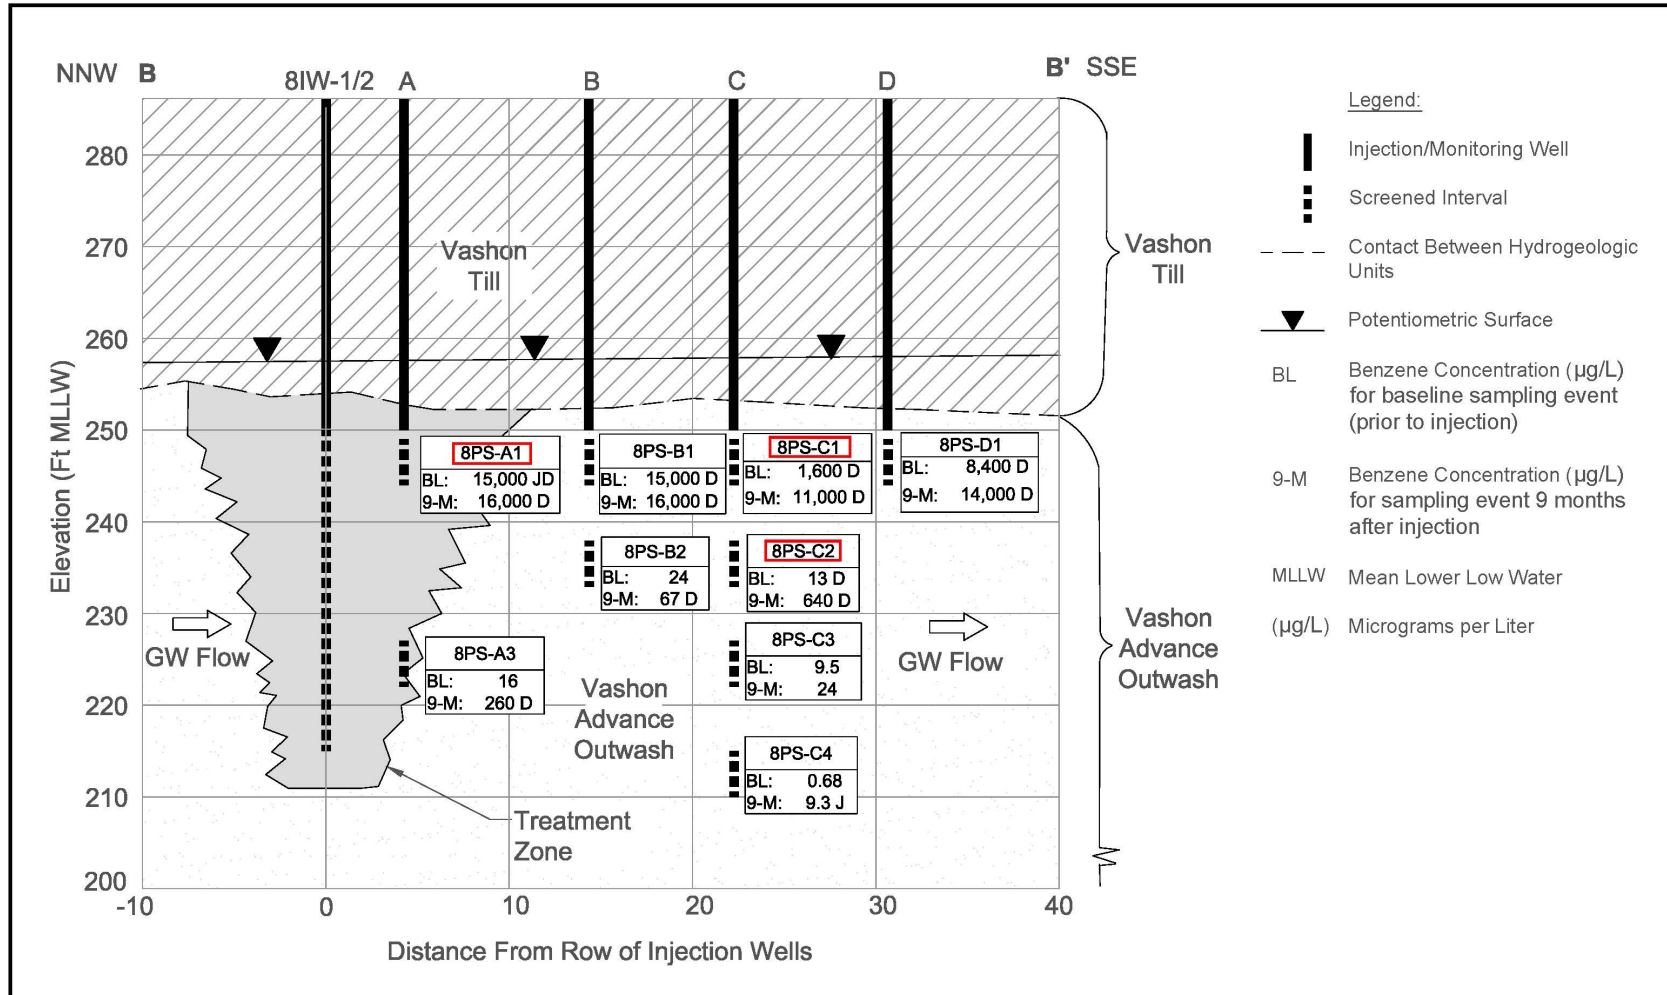 NNW B 8IW-1/2 A B C D B' SSE
280
270
260
250
240
230
220
210
200
Elevation (Ft MLLW)
-10 0 10 20 30 40
Distance From Row of Injection Wells
Vashon
Till
8PS-A1
BL: 15,000 JD
9-M: 16,000 D
8PS-B1
BL: 15,000 D
9-M: 16,000 D
8PS-C1
BL: 1,600 D
9-M: 11,000 D
8PS-D1
BL: 8,400 D
9-M: 14,000 D
8PS-B2
BL: 24
9-M: 67 D
8PS-C2
BL: 13 D
9-M: 640 D
GW Flow
8PS-A3
BL: 16
9-M: 260 D
8PS-C3
BL: 9.5
9-M: 24
GW Flow
Vashon
Advance
Outwash
8PS-C4
BL: 0.68
9-M: 9.3 J
Treatment
Zone
Vashon
Till
Vashon
Advance
Outwash
Legend:
Injection/Monitoring Well
Screened Interval
Contact Between Hydrogeologic
Units
Potentiometric Surface
BL Benzene Concentration (µg/L)
for baseline sampling event
(prior to injection)
9-M Benzene Concentration (µg/L)
for sampling event 9 months
after injection
MLLW Mean Lower Low Water
(µg/L) Micrograms per Liter